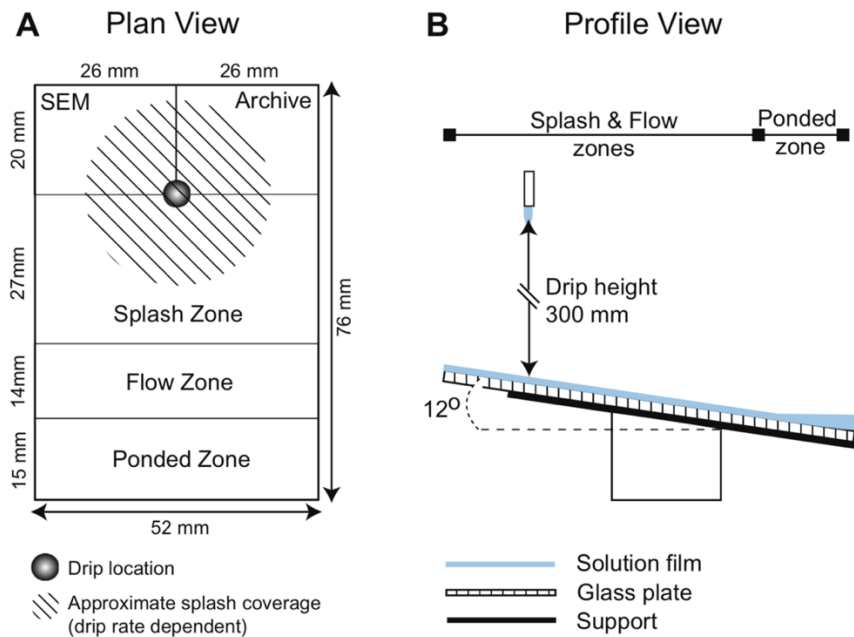 A Plan View
26 mm 26 mm
SEM Archive
20 mm
27mm
Splash Zone
14mm
Flow Zone
15 mm
Ponded Zone
76 mm
52 mm
Drip location
Approximate splash coverage
(drip rate dependent)
B Profile View
Splash & Flow
zones
Ponded
zone
Drip height
300 mm
12o
Solution film
Glass plate
Support